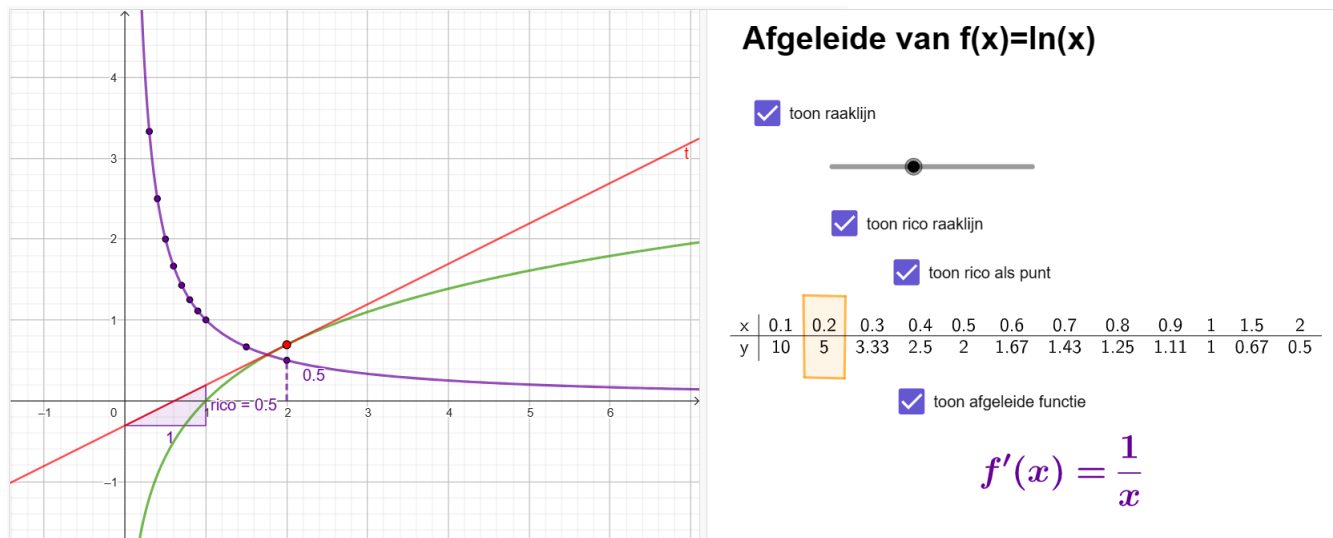 Afgeleide van f(x)=ln(x)
toon raaklijn
toon rico raaklijn
toon rico als punt
x 0.1 0.2 0.3 0.4 0.5 0.6 0.7 0.8 0.9 1 1.5 2
y 10 5 3.33 2.5 2 1.67 1.43 1.25 1.11 1 0.67 0.5
toon afgeleide functie
f′(x) = 1/x
4
3
2
1
–1
–1 0 1 2 3 4 5 6
t
0.5
rico = 0.5
1